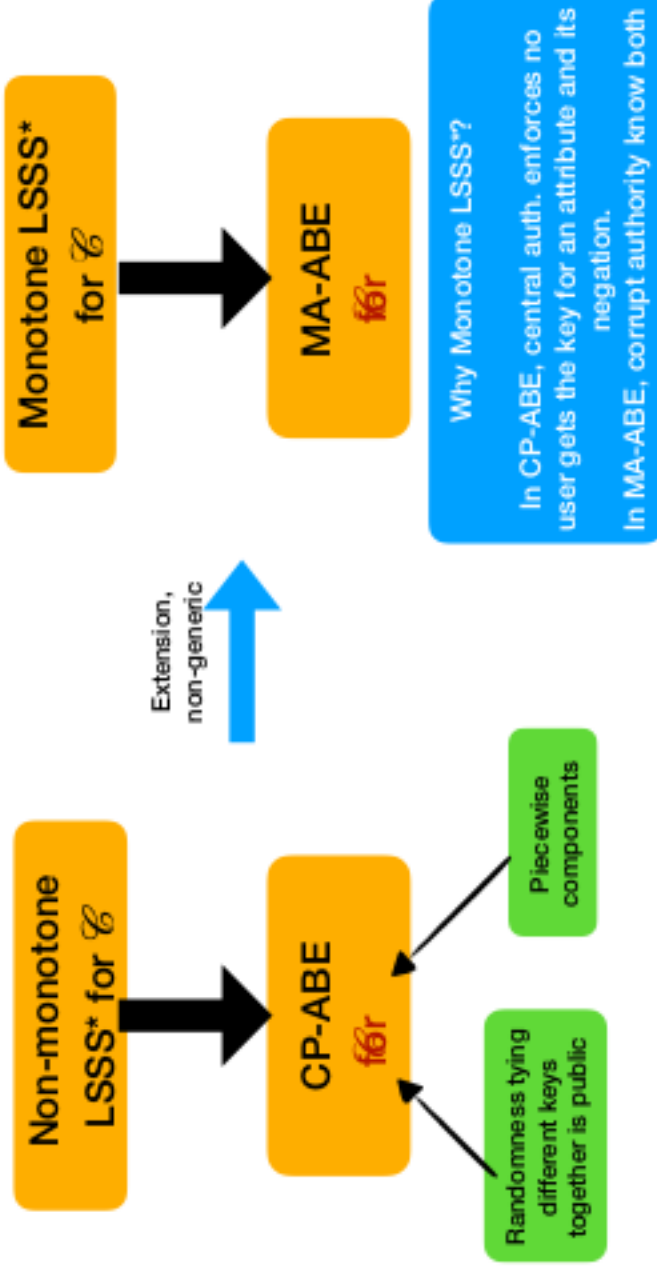 Non-monotone
LSSS* for 𝒞
CP-ABE
for 𝒞
Randomness tying
different keys
together is public
Piecewise
components
Extension,
non-generic
Monotone LSSS*
for 𝒞
MA-ABE
for 𝒞
Why Monotone LSSS*?
In CP-ABE, central auth. enforces no
user gets the key for an attribute and its
negation.
In MA-ABE, corrupt authority know both